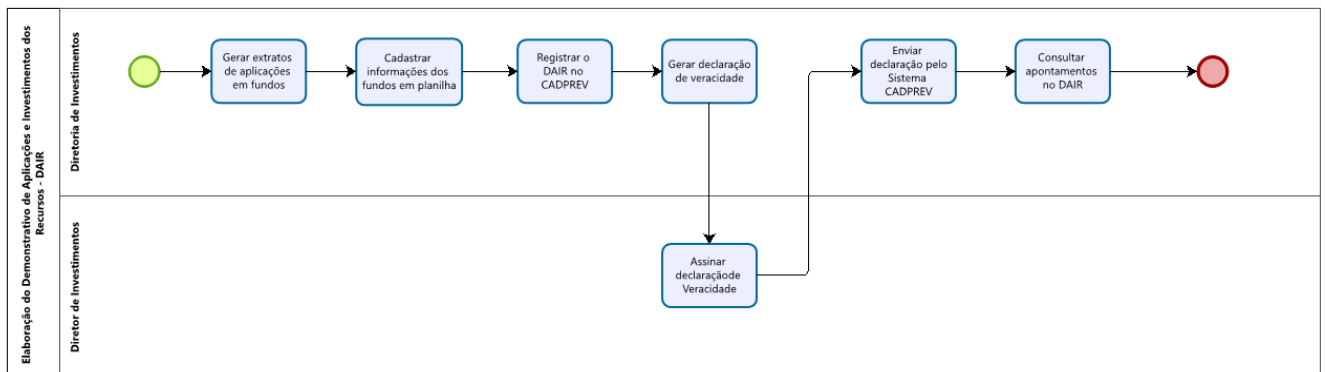 Elaboração do Demonstrativo de Aplicações e Investimentos dos
Recursos - DAIR
Diretoria de Investimentos
Gerar extratos
de aplicações
em fundos
Cadastrar
informações dos
fundos em planilha
Registrar o
DAIR no
CADPREV
Gerar declaração
de veracidade
Enviar
declaração pelo
Sistema
CADPREV
Consultar
apontamentos
no DAIR
Diretor de Investimentos
Assinar
declaraçãode
Veracidade